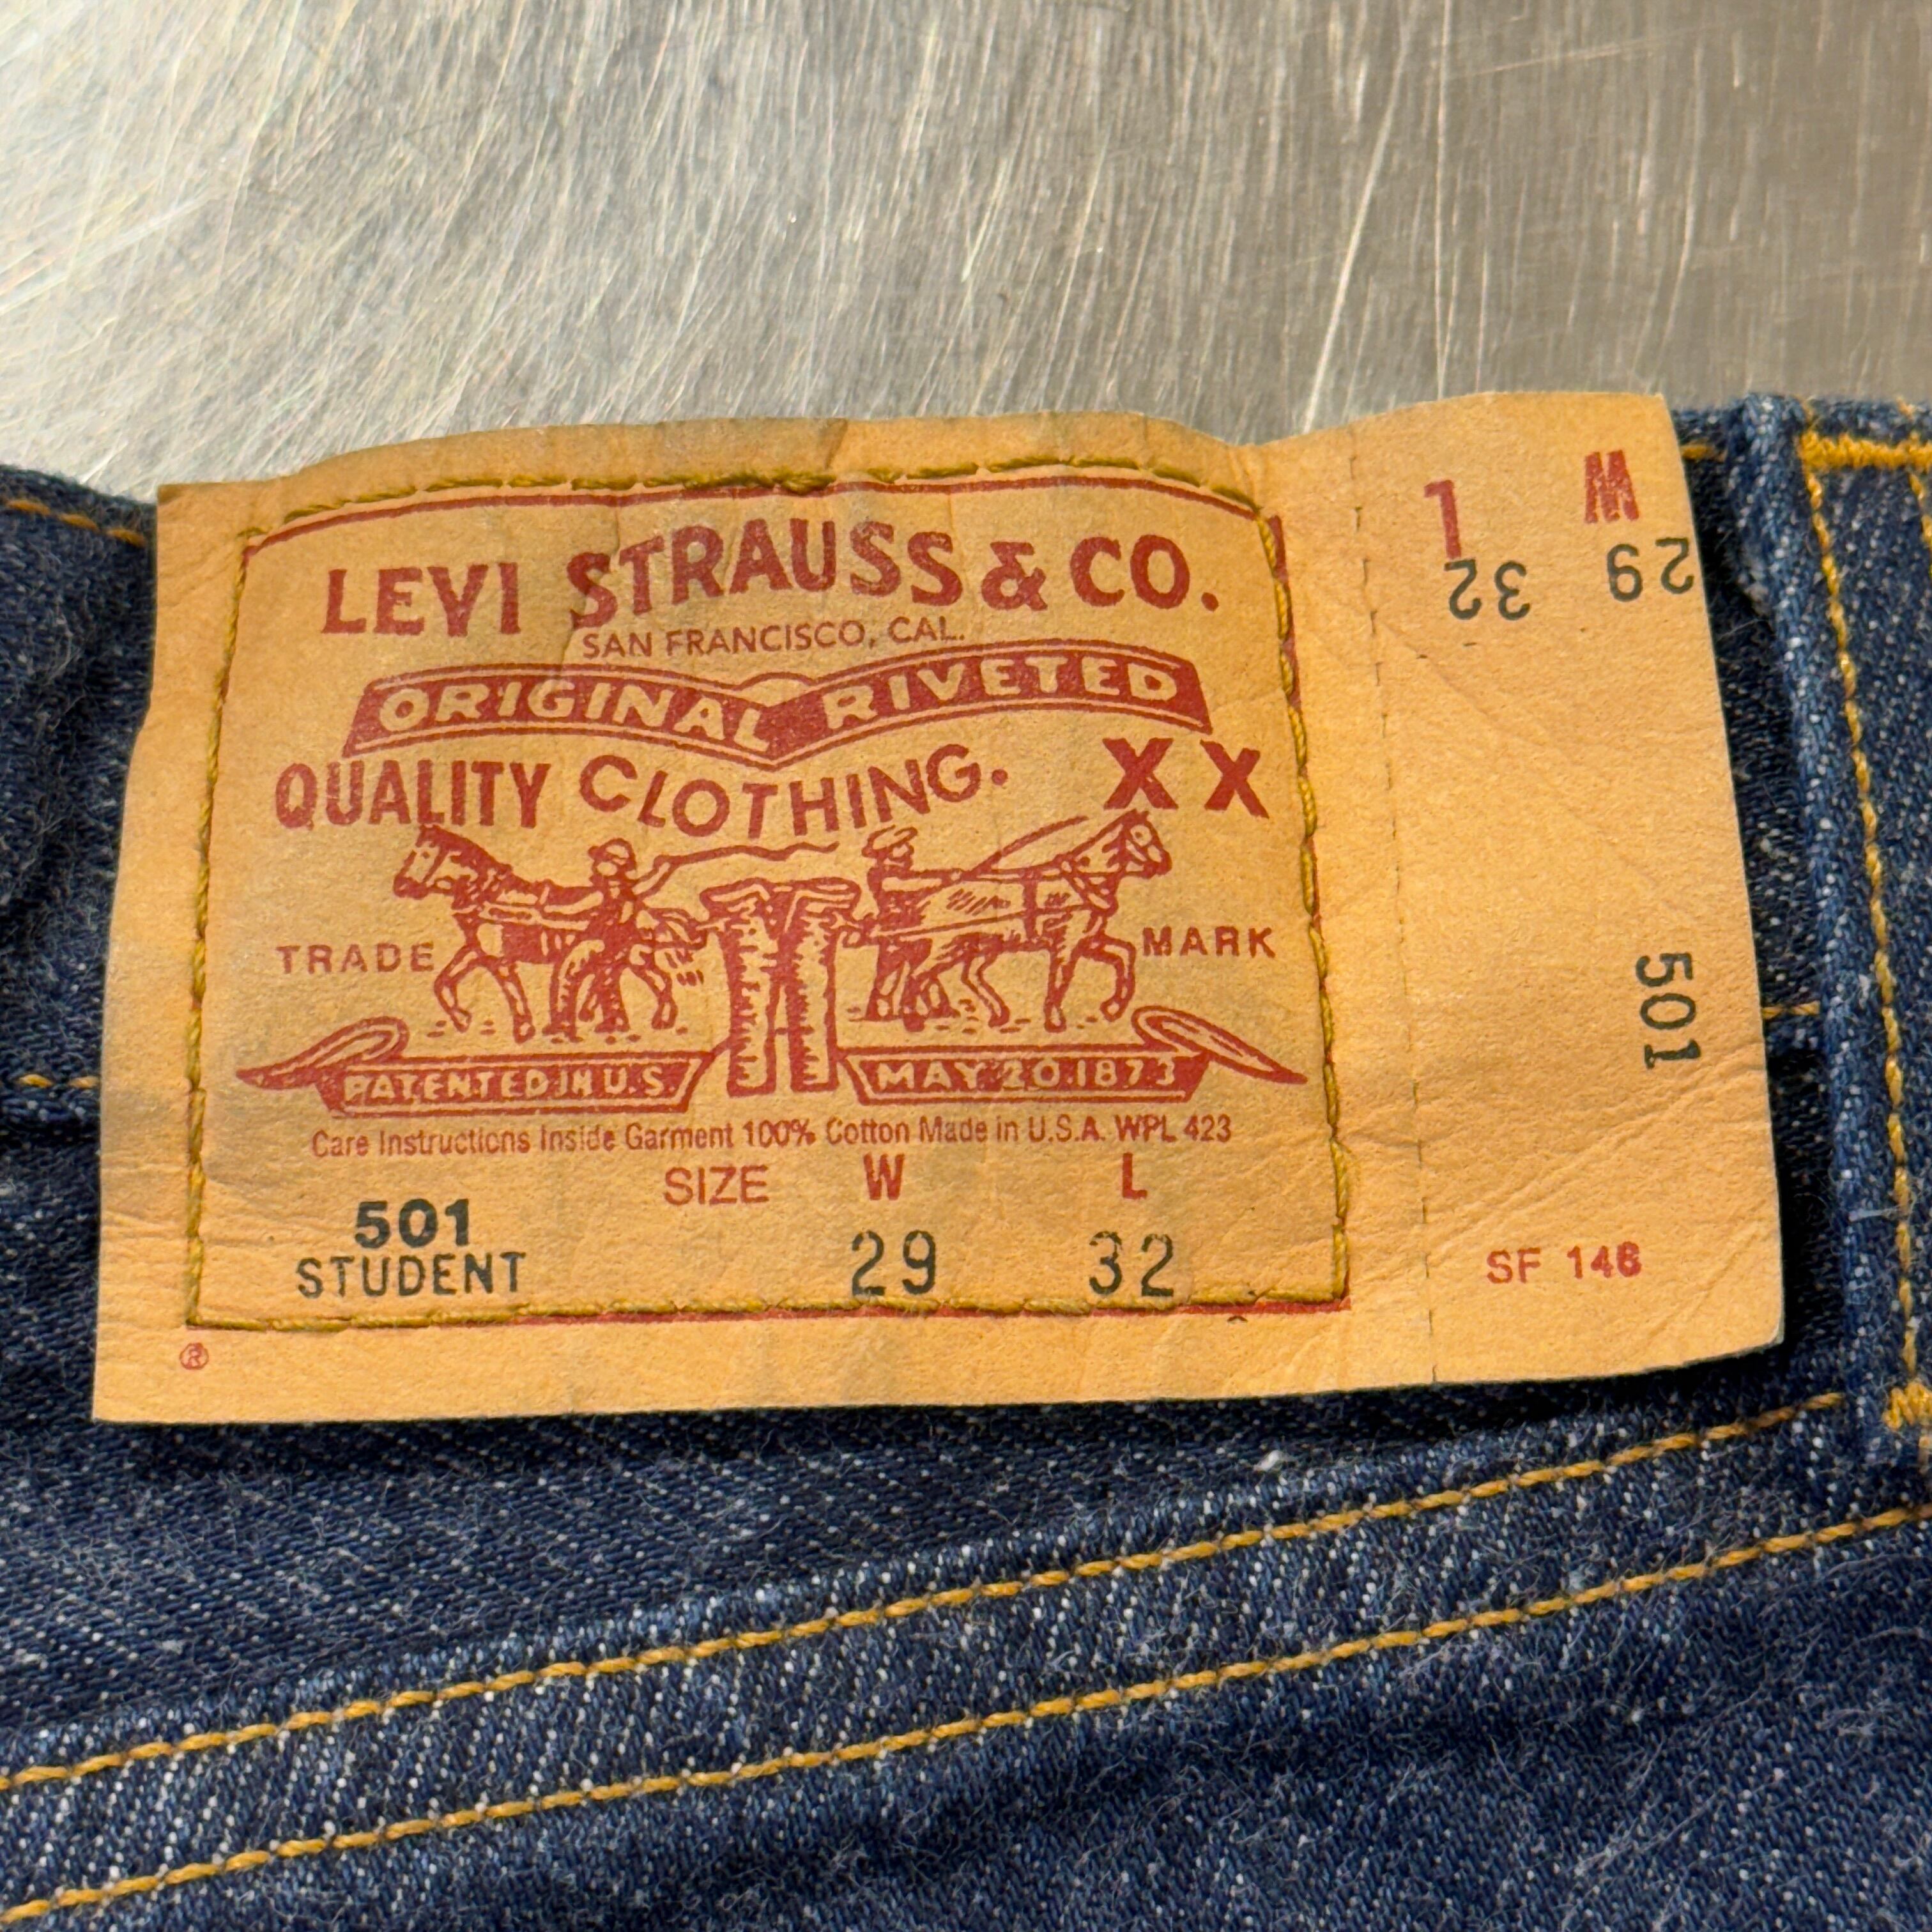 LEVI STRAUSS & CO.
SAN FRANCISCO, CAL.
ORIGINAL RIVETED
QUALITY CLOTHING. XX
TRADE MARK
PATENTED IN U.S. MAY 20.1873
Care Instructions Inside Garment 100% Cotton Made in U.S.A. WPL 423
SIZE W L
501
STUDENT 29 32
®
L W
32 29
501
SF 146